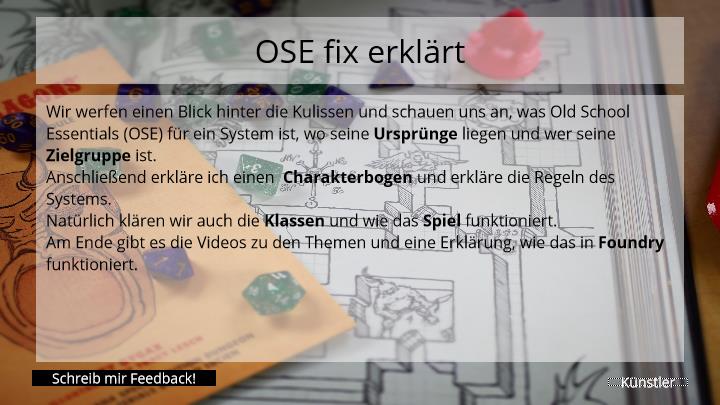 OSE fix erklärt
Wir werfen einen Blick hinter die Kulissen und schauen uns an, was Old School
Essentials (OSE) für ein System ist, wo seine Ursprünge liegen und wer seine
Zielgruppe ist.
Anschließend erkläre ich einen Charakterbogen und erkläre die Regeln des
Systems.
Natürlich klären wir auch die Klassen und wie das Spiel funktioniert.
Am Ende gibt es die Videos zu den Themen und eine Erklärung, wie das in Foundry
funktioniert.
Schreib mir Feedback!
Künstler